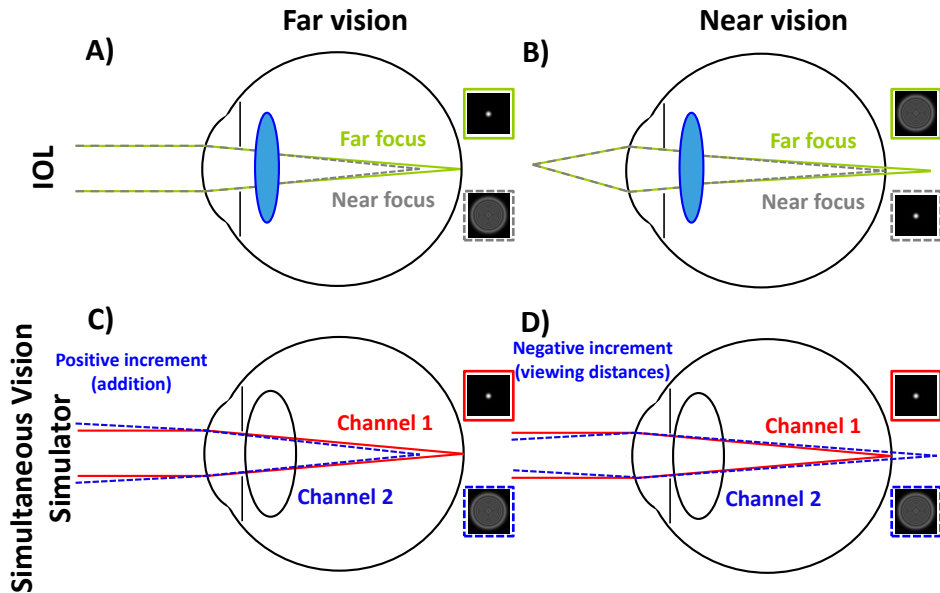 Far vision
Near vision
A)
B)
IOL
Far focus
Near focus
Far focus
Near focus
C)
D)
Simultaneous Vision
Simulator
Positive increment
(addition)
Channel 1
Channel 2
Negative increment
(viewing distances)
Channel 1
Channel 2